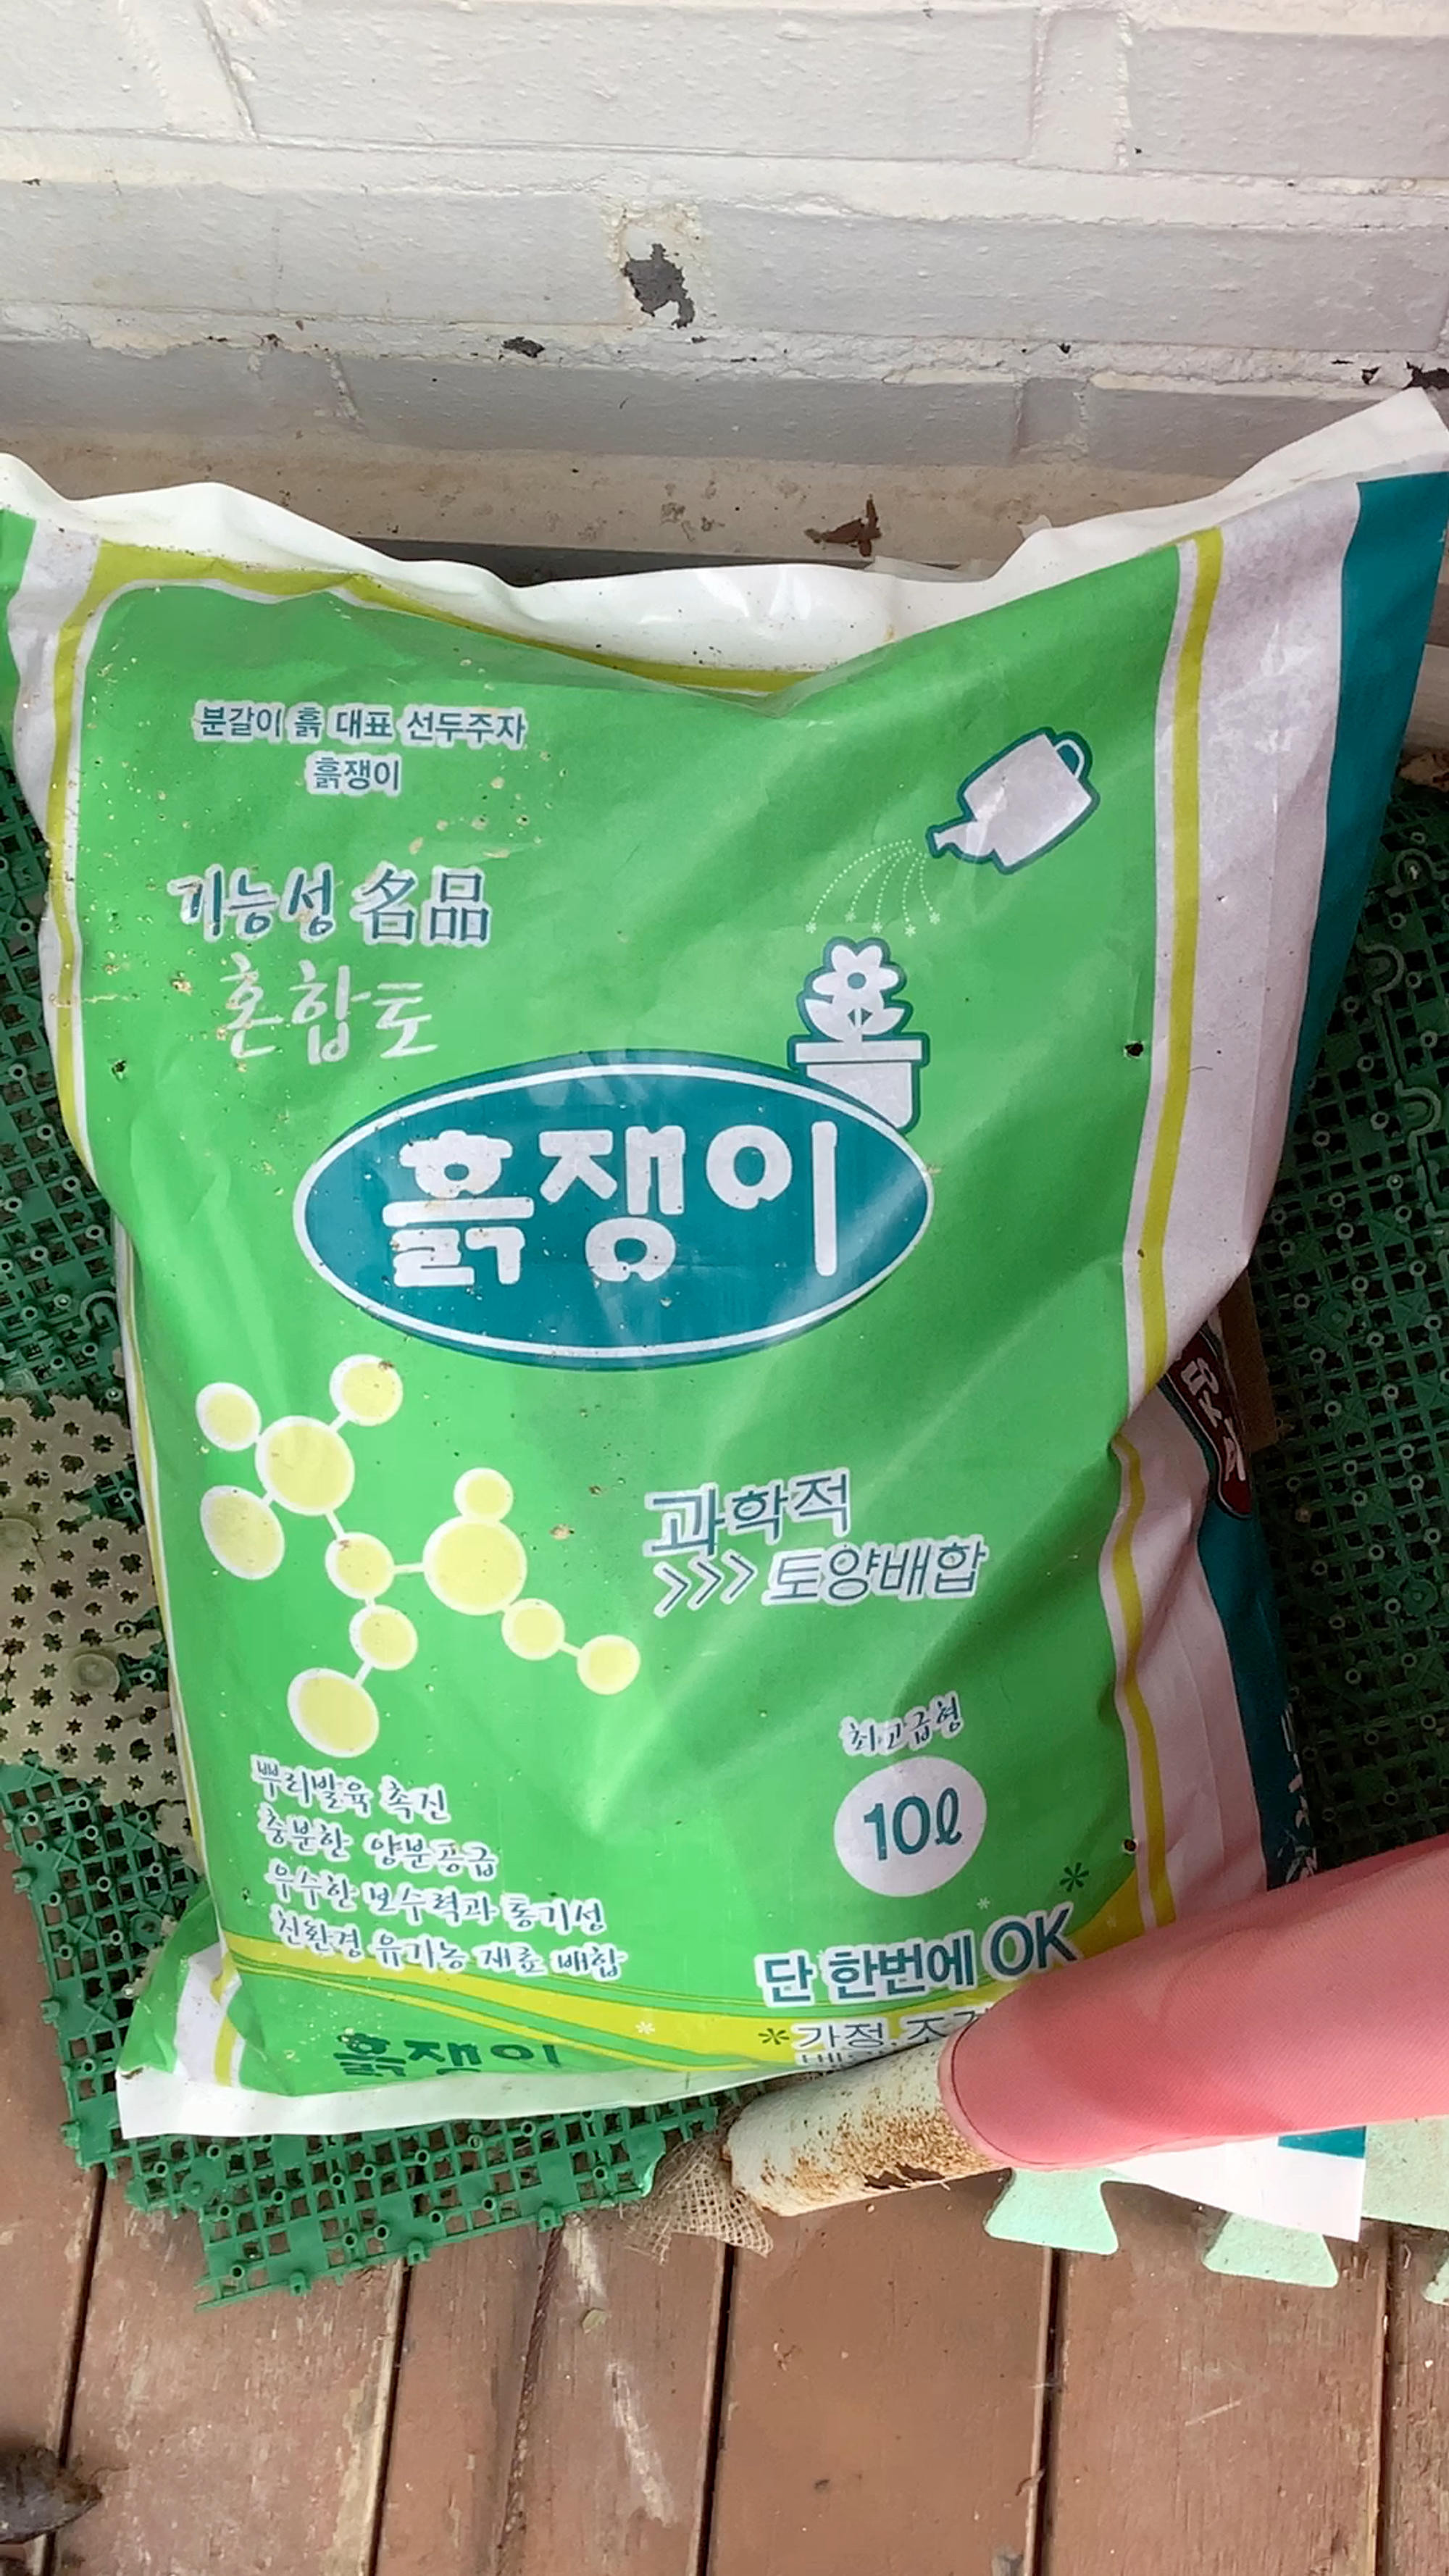 분갈이 흙 대표 선두주자
흙쟁이
기능성 名品
혼합토
흙쟁이
과학적
>>> 토양배합
최고급형
10ℓ
뿌리발육 촉진
충분한 양분공급
우수한 보수력과 통기성
친환경 유기농 재료 배합
단 한번에 OK
*가정,
흙쟁이